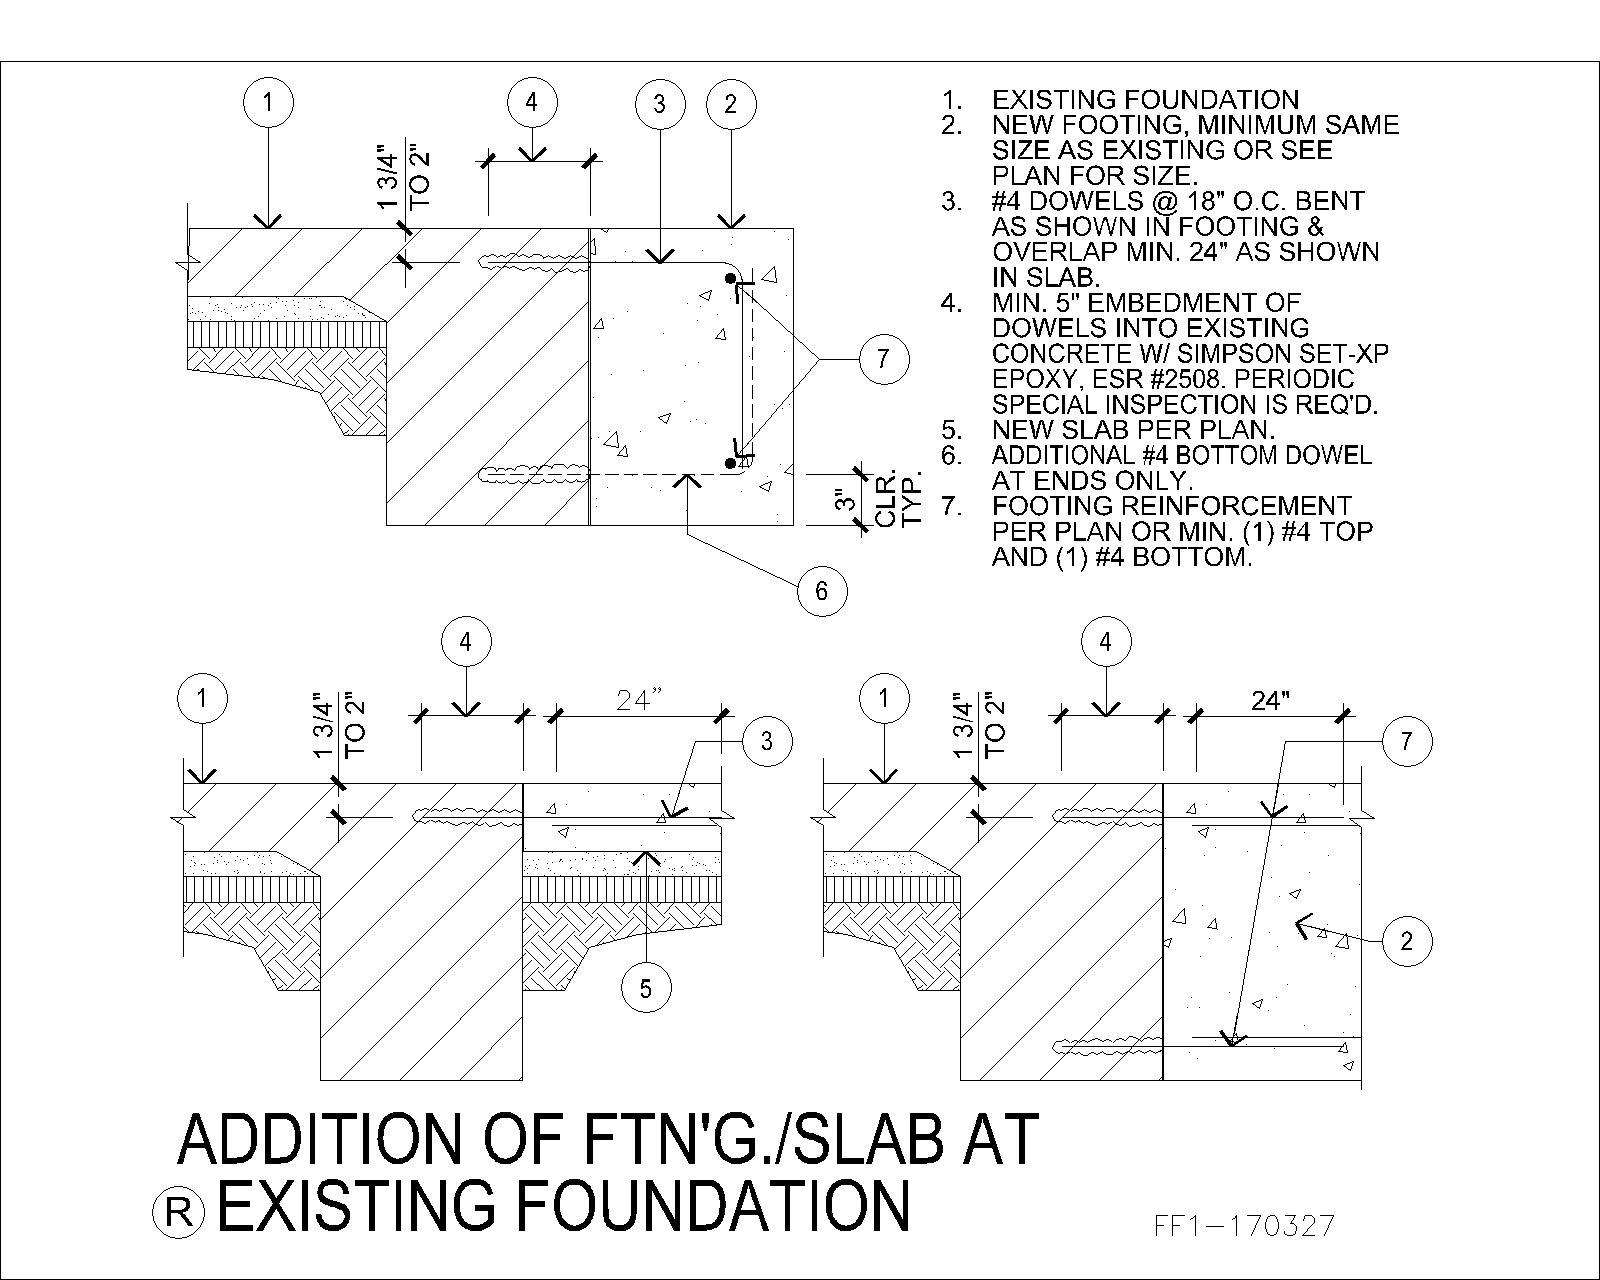 1 4 3 2
1 3/4"
TO 2"
7
3"
CLR.
TYP.
6
1. EXISTING FOUNDATION
2. NEW FOOTING, MINIMUM SAME
SIZE AS EXISTING OR SEE
PLAN FOR SIZE.
3. #4 DOWELS @ 18" O.C. BENT
AS SHOWN IN FOOTING &
OVERLAP MIN. 24" AS SHOWN
IN SLAB.
4. MIN. 5" EMBEDMENT OF
DOWELS INTO EXISTING
CONCRETE W/ SIMPSON SET-XP
EPOXY, ESR #2508. PERIODIC
SPECIAL INSPECTION IS REQ'D.
5. NEW SLAB PER PLAN.
6. ADDITIONAL #4 BOTTOM DOWEL
AT ENDS ONLY.
7. FOOTING REINFORCEMENT
PER PLAN OR MIN. (1) #4 TOP
AND (1) #4 BOTTOM.
4
1
1 3/4"
TO 2"
24”
3
5
4
1
1 3/4"
TO 2"
24"
7
2
ADDITION OF FTN'G./SLAB AT
R EXISTING FOUNDATION
FF1-170327